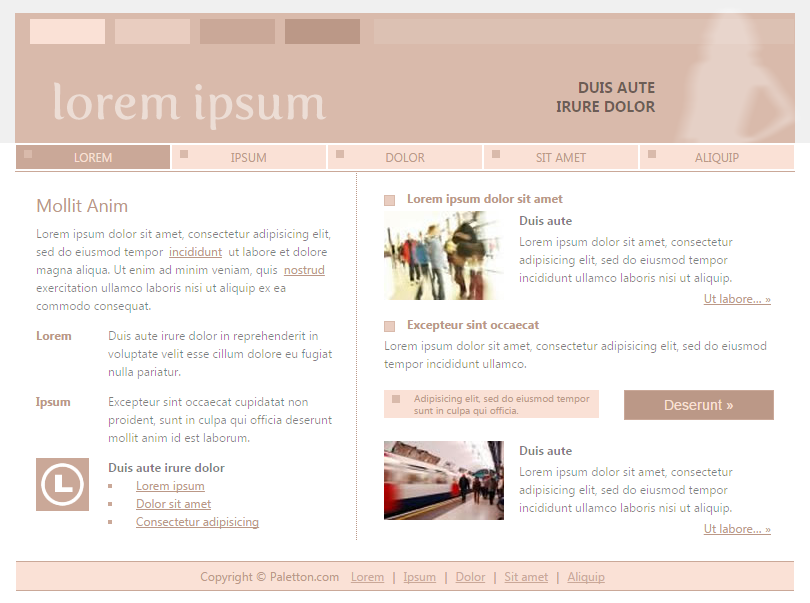 lorem ipsum
DUIS AUTE
IRURE DOLOR
LOREM
IPSUM
DOLOR
SIT AMET
ALIQUIP
Mollit Anim
Lorem ipsum dolor sit amet, consectetur adipisicing elit,
sed do eiusmod tempor incididunt ut labore et dolore
magna aliqua. Ut enim ad minim veniam, quis nostrud
exercitation ullamco laboris nisi ut aliquip ex ea
commodo consequat.
Lorem
Duis aute irure dolor in reprehenderit in
voluptate velit esse cillum dolore eu fugiat
nulla pariatur.
Ipsum
Excepteur sint occaecat cupidatat non
proident, sunt in culpa qui officia deserunt
mollit anim id est laborum.
Duis aute irure dolor
Lorem ipsum
Dolor sit amet
Consectetur adipisicing
Lorem ipsum dolor sit amet
Duis aute
Lorem ipsum dolor sit amet, consectetur
adipisicing elit, sed do eiusmod tempor
incididunt ullamco laboris nisi ut aliquip.
Ut labore... »
Excepteur sint occaecat
Lorem ipsum dolor sit amet, consectetur adipisicing elit, sed do eiusmod
tempor incididunt ullamco.
Adipisicing elit, sed do eiusmod tempor
sunt in culpa qui officia.
Deserunt »
Duis aute
Lorem ipsum dolor sit amet, consectetur
adipisicing elit, sed do eiusmod tempor
incididunt ullamco laboris nisi ut aliquip.
Ut labore... »
Copyright © Paletton.com Lorem | Ipsum | Dolor | Sit amet | Aliquip